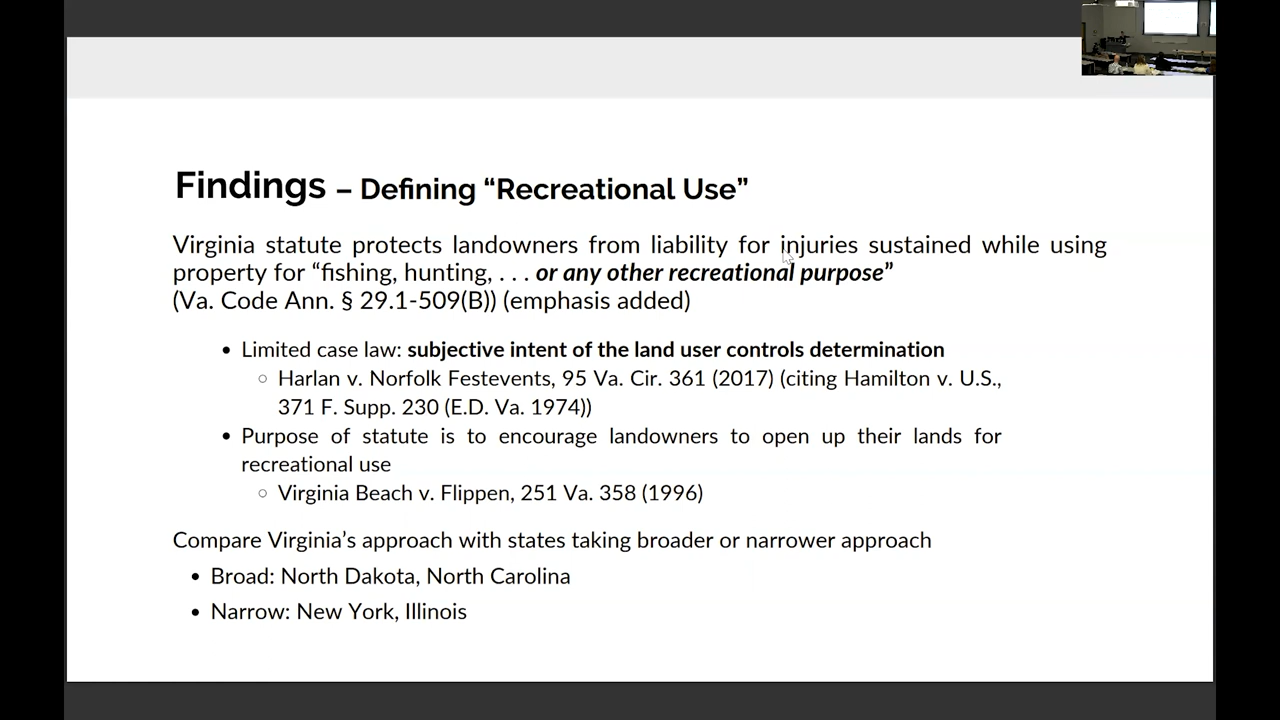 Findings – Defining “Recreational Use”
Virginia statute protects landowners from liability for injuries sustained while using
property for “fishing, hunting, . . . or any other recreational purpose”
(Va. Code Ann. § 29.1-509(B)) (emphasis added)
• Limited case law: subjective intent of the land user controls determination
○ Harlan v. Norfolk Festevents, 95 Va. Cir. 361 (2017) (citing Hamilton v. U.S.,
371 F. Supp. 230 (E.D. Va. 1974))
• Purpose of statute is to encourage landowners to open up their lands for
recreational use
○ Virginia Beach v. Flippen, 251 Va. 358 (1996)
Compare Virginia’s approach with states taking broader or narrower approach
• Broad: North Dakota, North Carolina
• Narrow: New York, Illinois